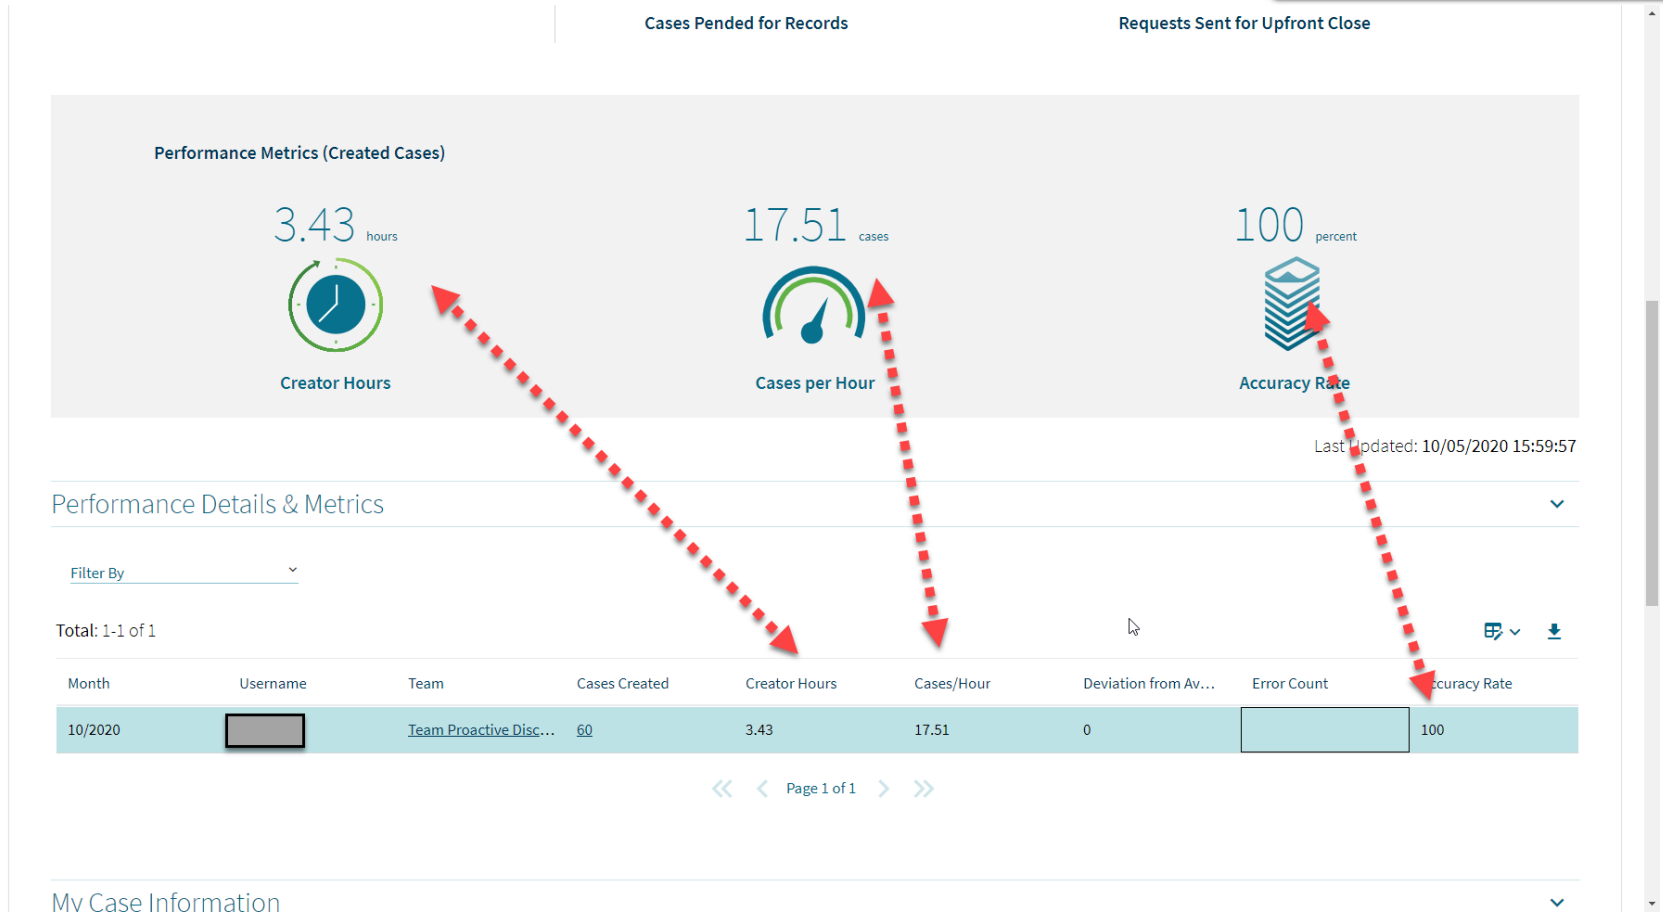 Cases Pended for Records
Requests Sent for Upfront Close
Performance Metrics (Created Cases)
3.43 hours
17.51 cases
100 percent
Creator Hours
Cases per Hour
Accuracy Rate
Last Updated: 10/05/2020 15:59:57
Performance Details & Metrics
Filter By
Total: 1-1 of 1
Month Username Team Cases Created Creator Hours Cases/Hour Deviation from Av... Error Count ccuracy Rate
10/2020 Team Proactive Disc... 60 3.43 17.51 0 100
Page 1 of 1
My Case Information